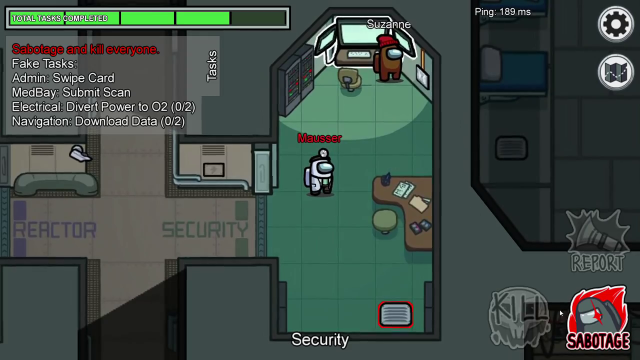 TOTAL TASKS COMPLETED
Sabotage and kill everyone.
Fake Tasks:
Admin: Swipe Card
MedBay: Submit Scan
Electrical: Divert Power to O2 (0/2)
Navigation: Download Data (0/2)
Tasks
Suzanne
Ping: 189 ms
Mausser
REACTOR
SECURITY
REPORT
KILL
SABOTAGE
Security